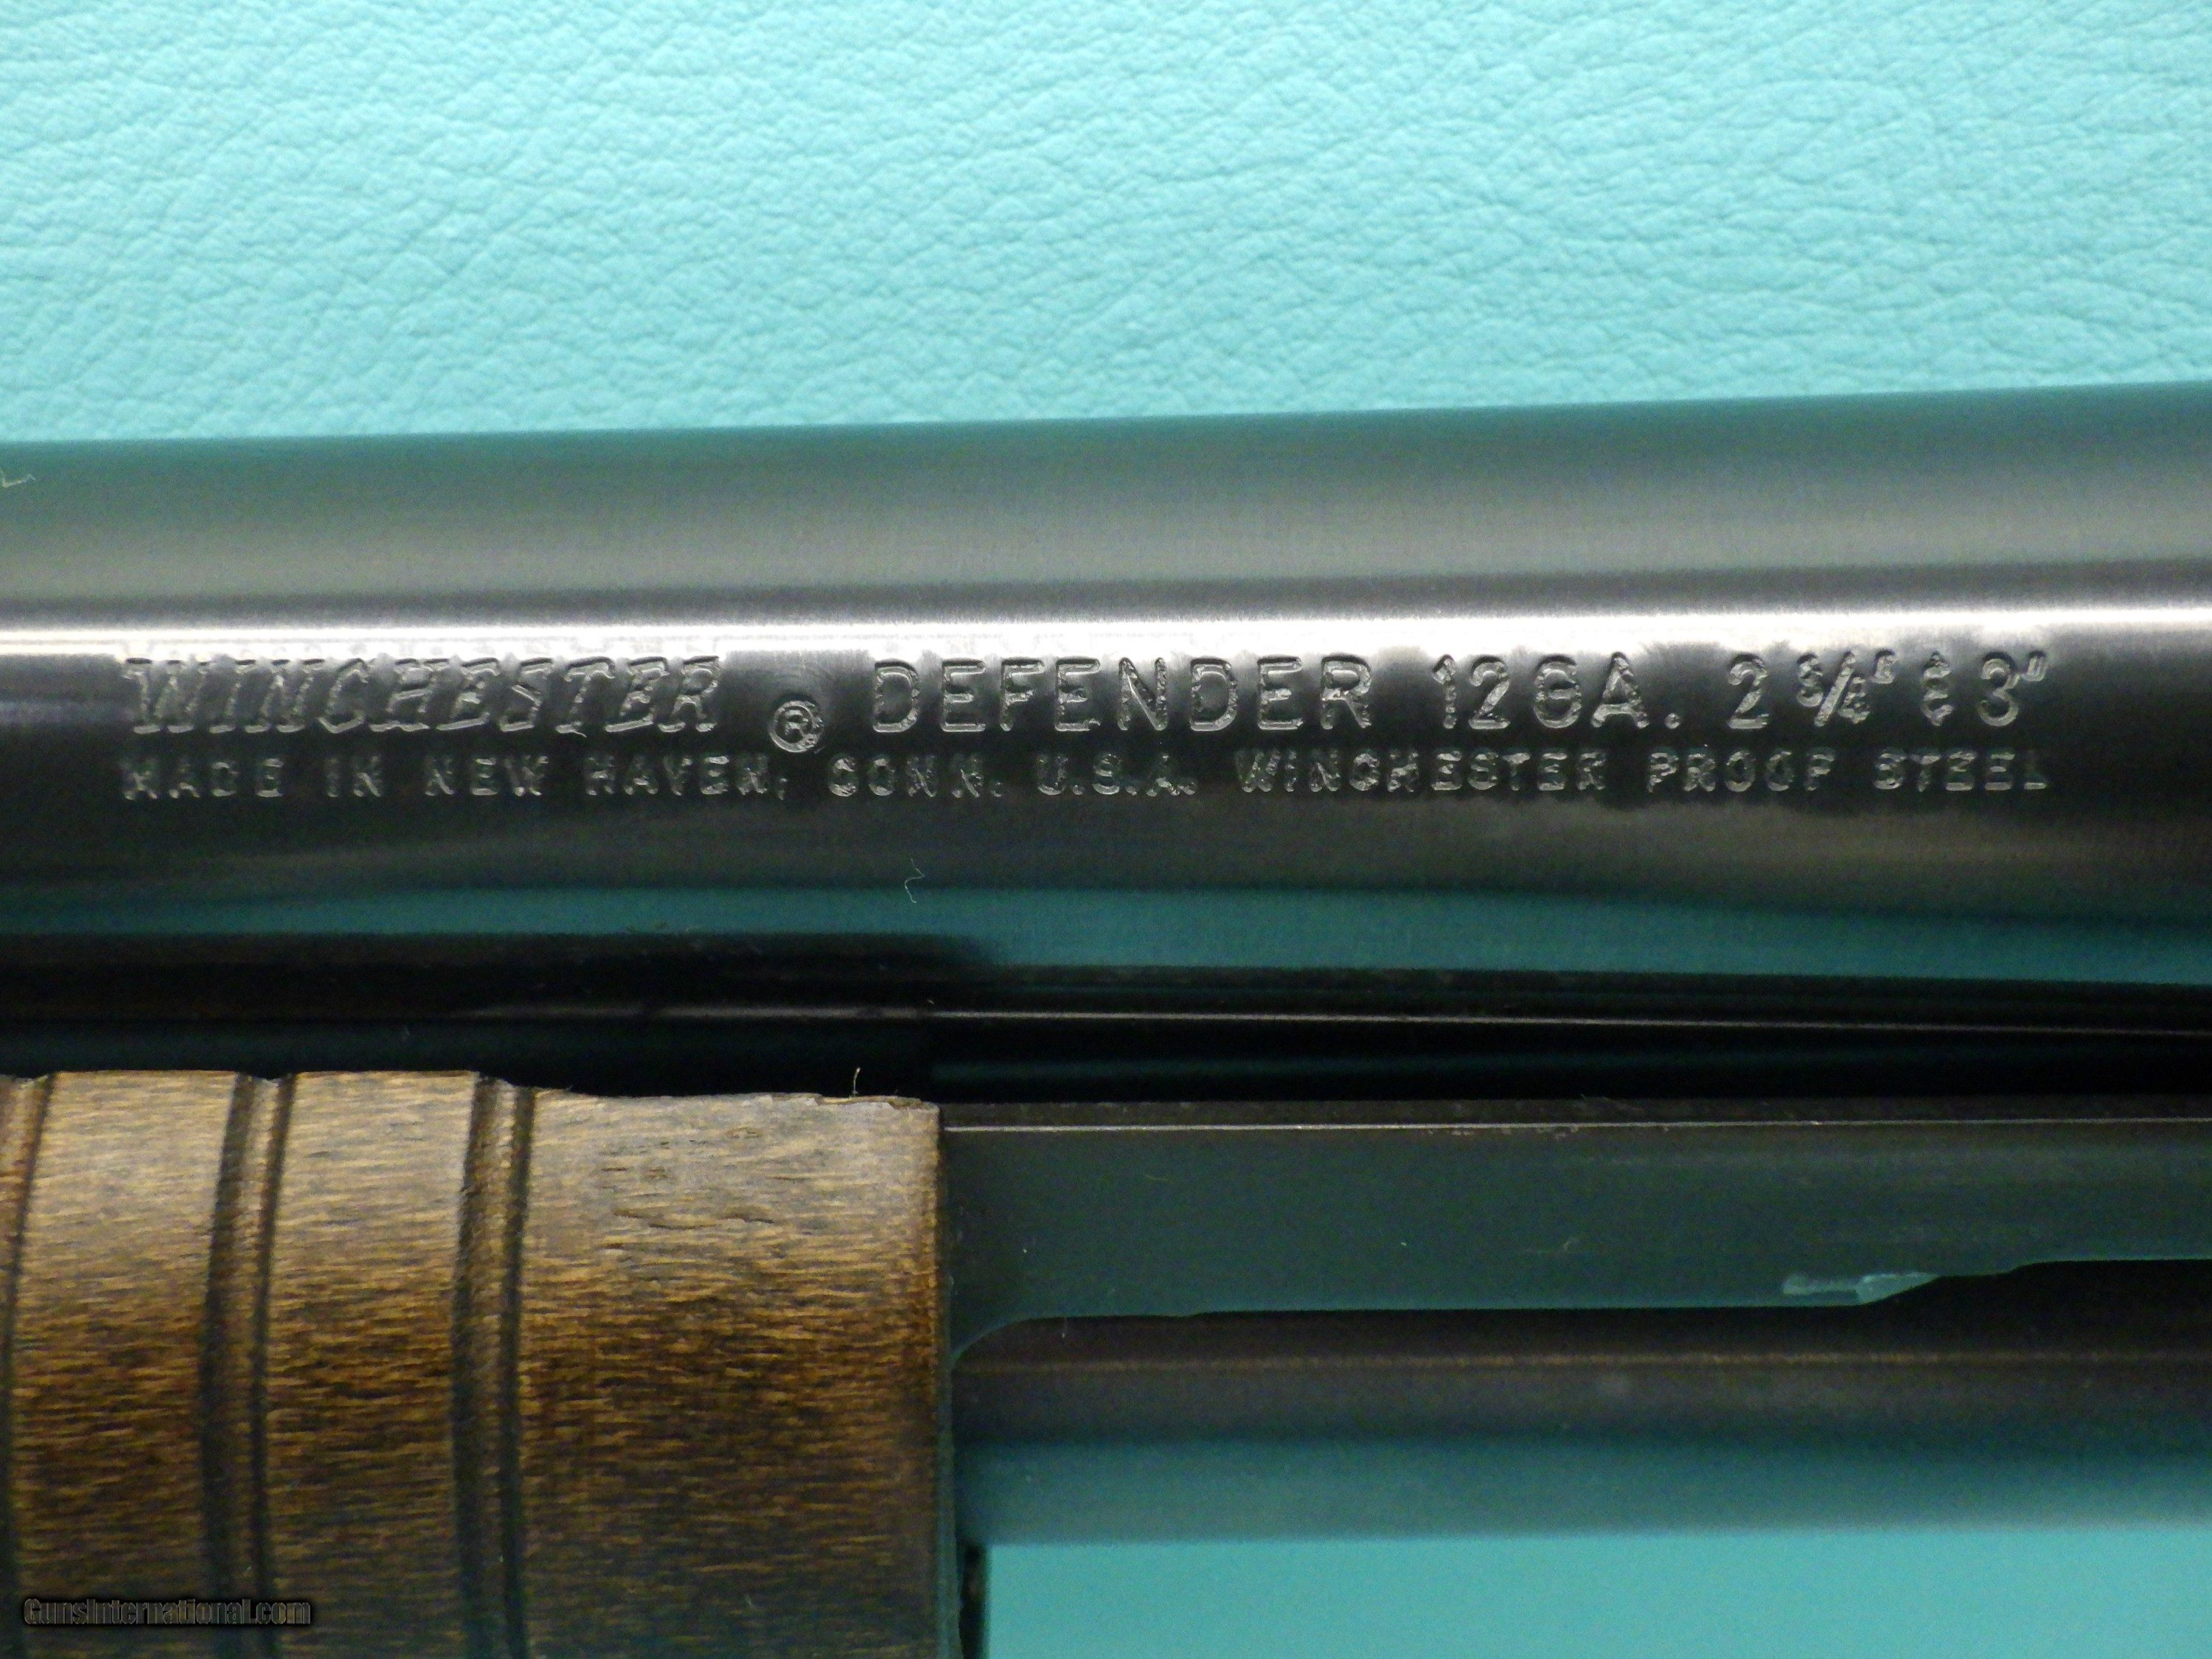 WINCHESTER ® DEFENDER 12GA. 2 3/4" & 3"
MADE IN NEW HAVEN, CONN. U.S.A. WINCHESTER PROOF STEEL
GunsInternational.com